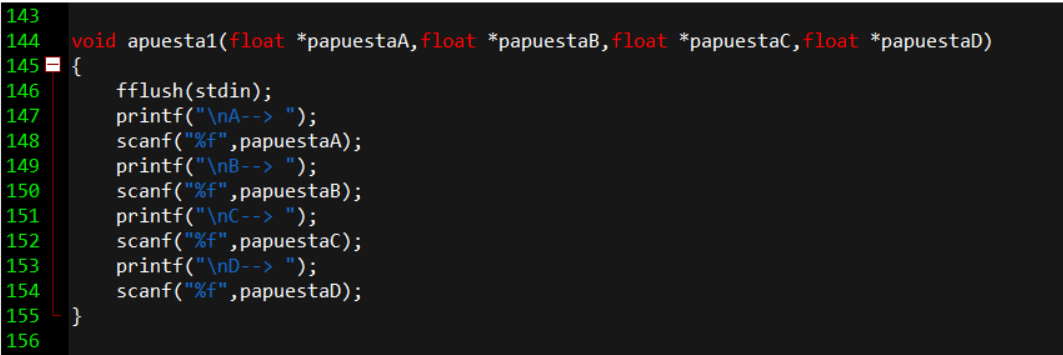 143
144 void apuesta1(float *papuestaA,float *papuestaB,float *papuestaC,float *papuestaD)
145 {
146 fflush(stdin);
147 printf("\nA--> ");
148 scanf("%f",papuestaA);
149 printf("\nB--> ");
150 scanf("%f",papuestaB);
151 printf("\nC--> ");
152 scanf("%f",papuestaC);
153 printf("\nD--> ");
154 scanf("%f",papuestaD);
155 }
156